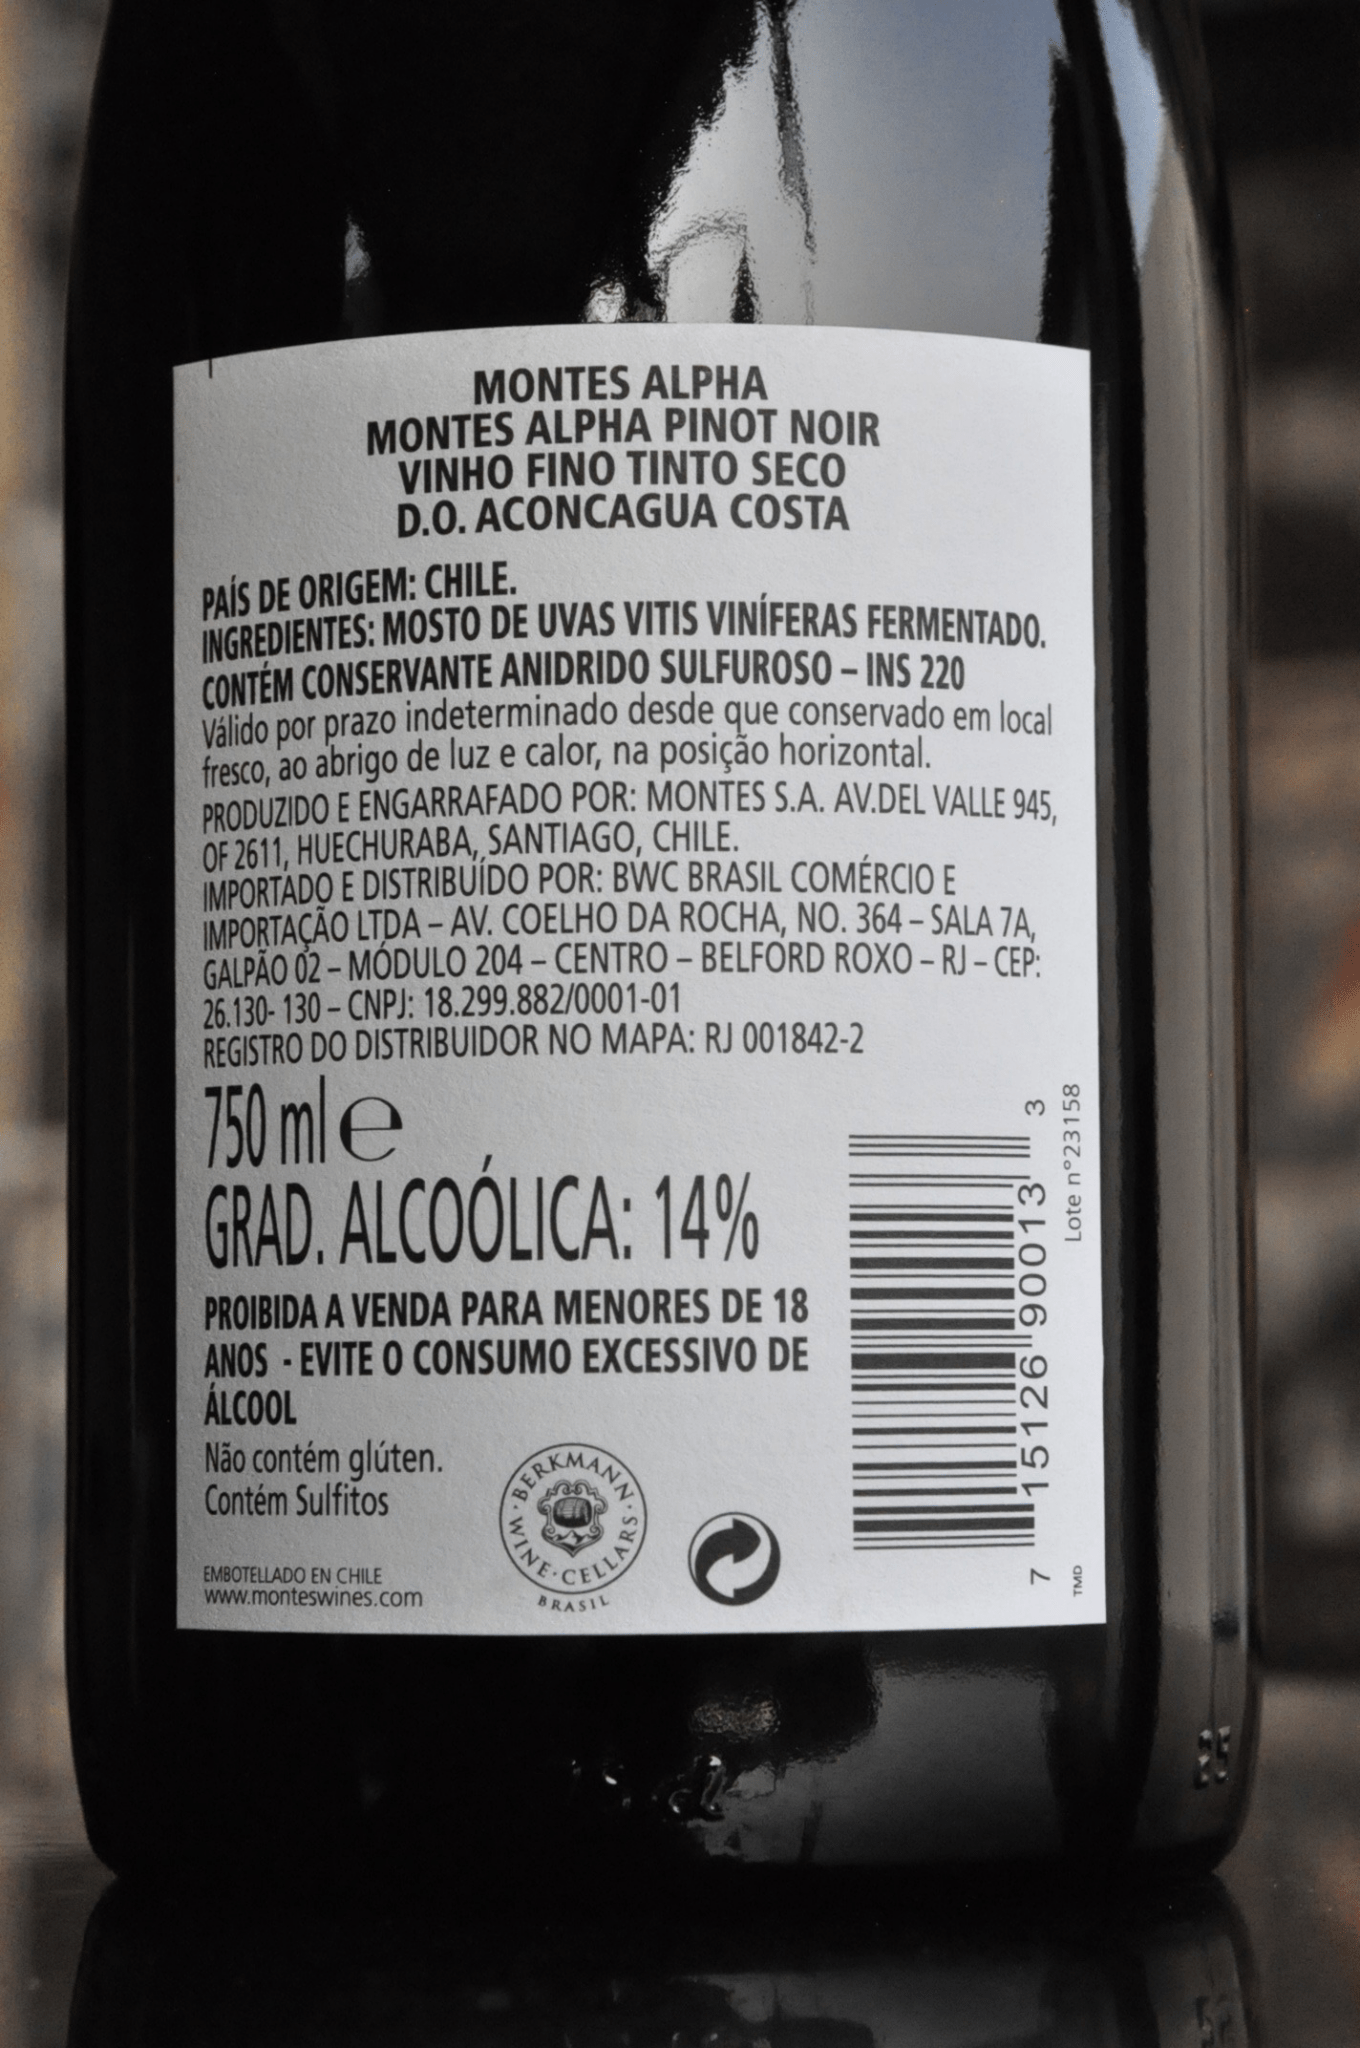 MONTES ALPHA
MONTES ALPHA PINOT NOIR
VINHO FINO TINTO SECO
D.O. ACONCAGUA COSTA
PAÍS DE ORIGEM: CHILE.
INGREDIENTES: MOSTO DE UVAS VITIS VINÍFERAS FERMENTADO.
CONTÉM CONSERVANTE ANIDRIDO SULFUROSO – INS 220
Válido por prazo indeterminado desde que conservado em local
fresco, ao abrigo de luz e calor, na posição horizontal.
PRODUZIDO E ENGARRAFADO POR: MONTES S.A. AV.DEL VALLE 945,
OF 2611, HUECHURABA, SANTIAGO, CHILE.
IMPORTADO E DISTRIBUÍDO POR: BWC BRASIL COMÉRCIO E
IMPORTAÇÃO LTDA – AV. COELHO DA ROCHA, NO. 364 – SALA 7A,
GALPÃO 02 – MÓDULO 204 – CENTRO – BELFORD ROXO – RJ – CEP:
26.130- 130 – CNPJ: 18.299.882/0001-01
REGISTRO DO DISTRIBUIDOR NO MAPA: RJ 001842-2
750 ml e
GRAD. ALCOÓLICA: 14%
PROIBIDA A VENDA PARA MENORES DE 18
ANOS - EVITE O CONSUMO EXCESSIVO DE
ÁLCOOL
Não contém glúten.
Contém Sulfitos
EMBOTELLADO EN CHILE
www.monteswines.com
BERKMANN
WINE·CELLARS
BRASIL
7 15126 90013 3
Lote n°23158
TMD